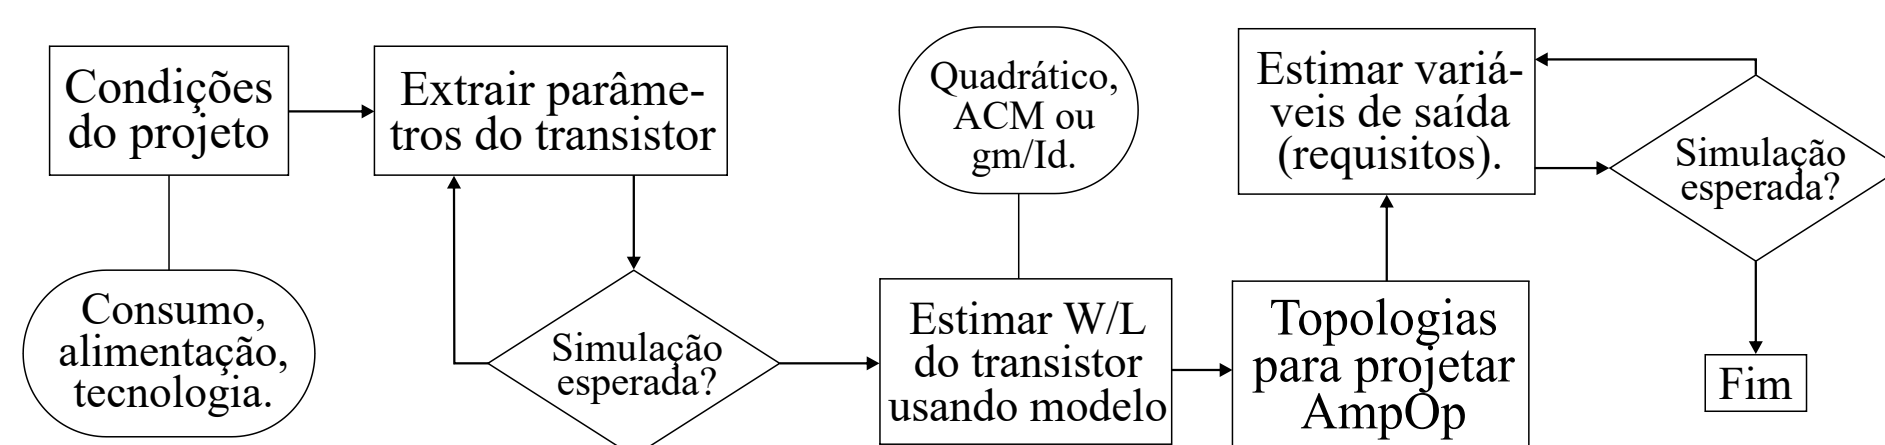 Condições
do projeto
Consumo,
alimentação,
tecnologia.
Extrair parâme-
tros do transistor
Simulação
esperada?
Quadrático,
ACM ou
gm/Id.
Estimar W/L
do transistor
usando modelo
Topologias
para projetar
AmpOp
Estimar variá-
veis de saída
(requisitos).
Simulação
esperada?
Fim